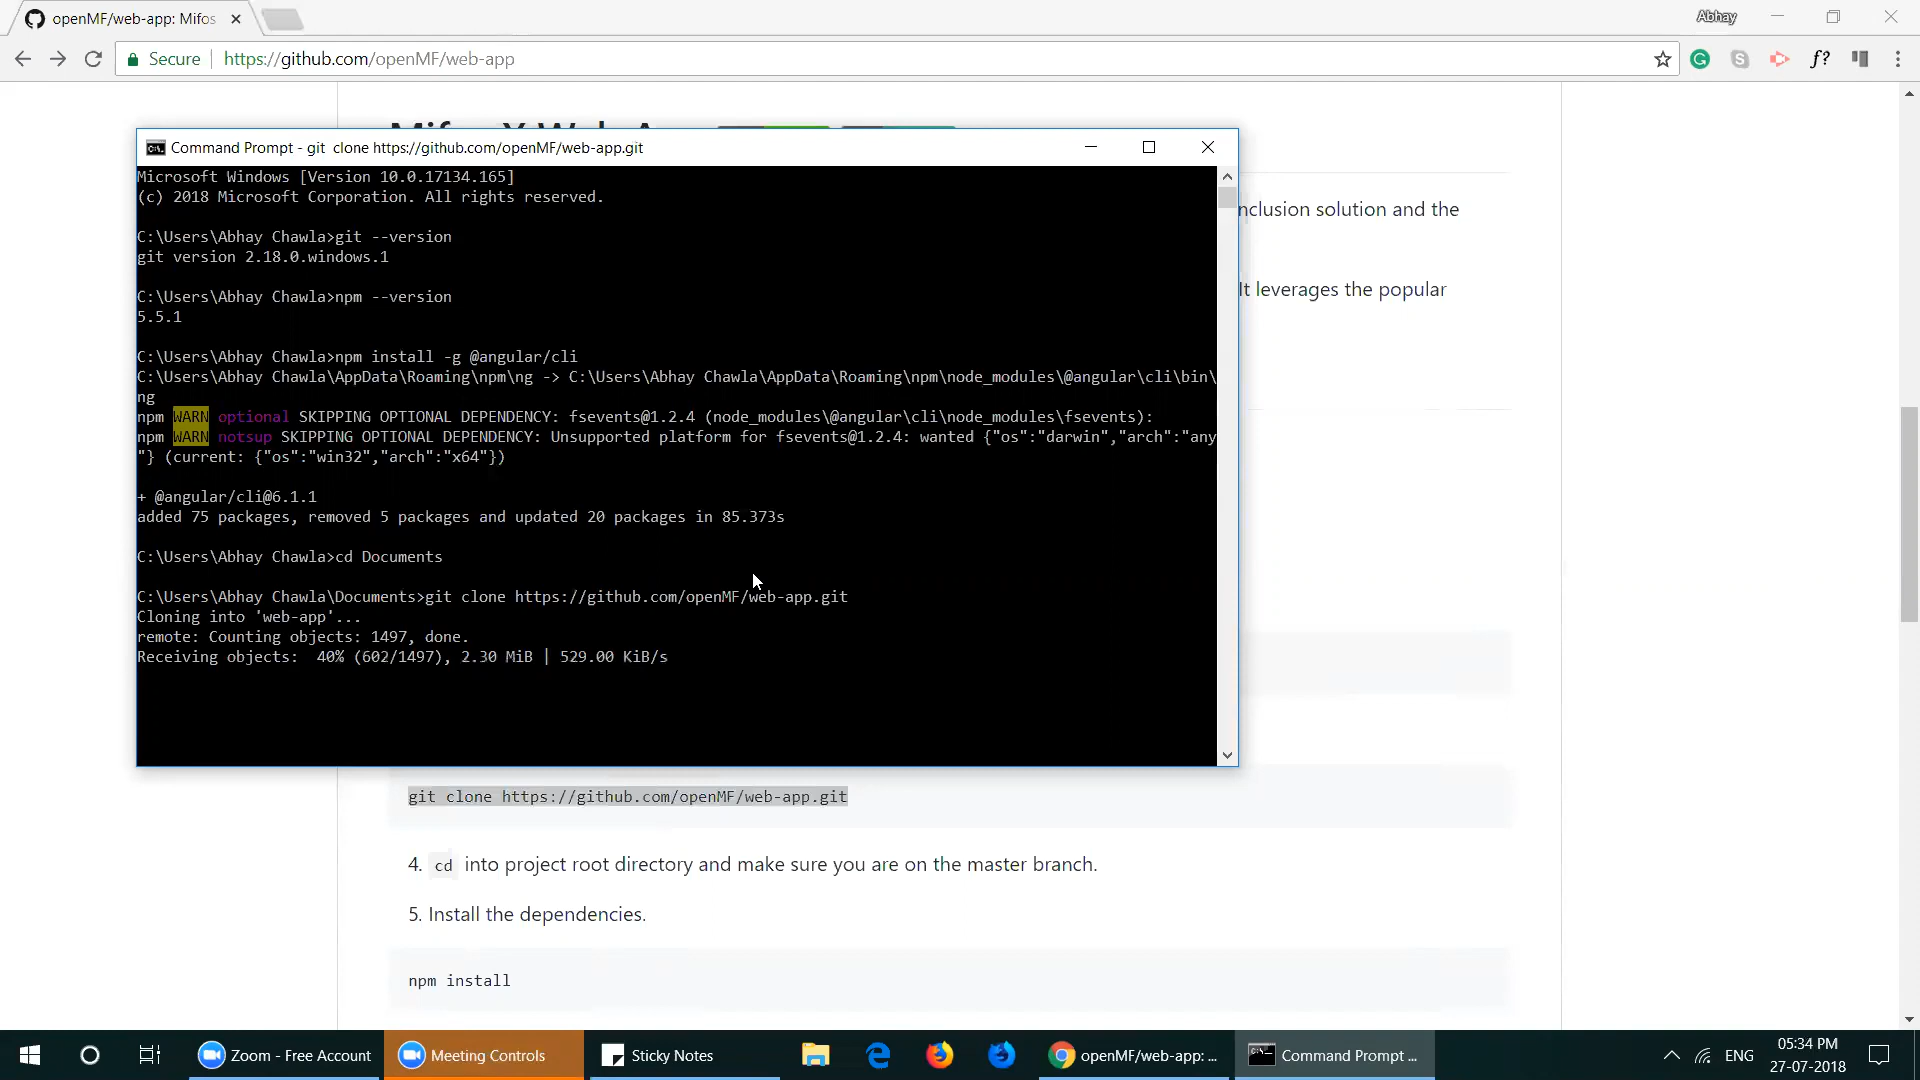 openMF/web-app: Mifos
Abhay
Secure
https://github.com/openMF/web-app
f?
Command Prompt - git  clone https://github.com/openMF/web-app.git
Microsoft Windows [Version 10.0.17134.165]
(c) 2018 Microsoft Corporation. All rights reserved.
nclusion solution and the
C:\Users\Abhay Chawla>git --version
git version 2.18.0.windows.1
It leverages the popular
C:\Users\Abhay Chawla>npm --version
5.5.1
C:\Users\Abhay Chawla>npm install -g @angular/cli
C:\Users\Abhay Chawla\AppData\Roaming\npm\ng -> C:\Users\Abhay Chawla\AppData\Roaming\npm\node_modules\@angular\cli\bin\
ng
npm WARN optional SKIPPING OPTIONAL DEPENDENCY: fsevents@1.2.4 (node_modules\@angular\cli\node_modules\fsevents):
npm WARN notsup SKIPPING OPTIONAL DEPENDENCY: Unsupported platform for fsevents@1.2.4: wanted {"os":"darwin","arch":"any
"} (current: {"os":"win32","arch":"x64"})
+ @angular/cli@6.1.1
added 75 packages, removed 5 packages and updated 20 packages in 85.373s
C:\Users\Abhay Chawla>cd Documents
C:\Users\Abhay Chawla\Documents>git clone https://github.com/openMF/web-app.git
Cloning into 'web-app'...
remote: Counting objects: 1497, done.
Receiving objects:  40% (602/1497), 2.30 MiB | 529.00 KiB/s
git clone https://github.com/openMF/web-app.git
4. cd into project root directory and make sure you are on the master branch.
5. Install the dependencies.
npm install
Zoom - Free Account
Meeting Controls
Sticky Notes
openMF/web-app: ...
Command Prompt ...
ENG
05:34 PM
27-07-2018